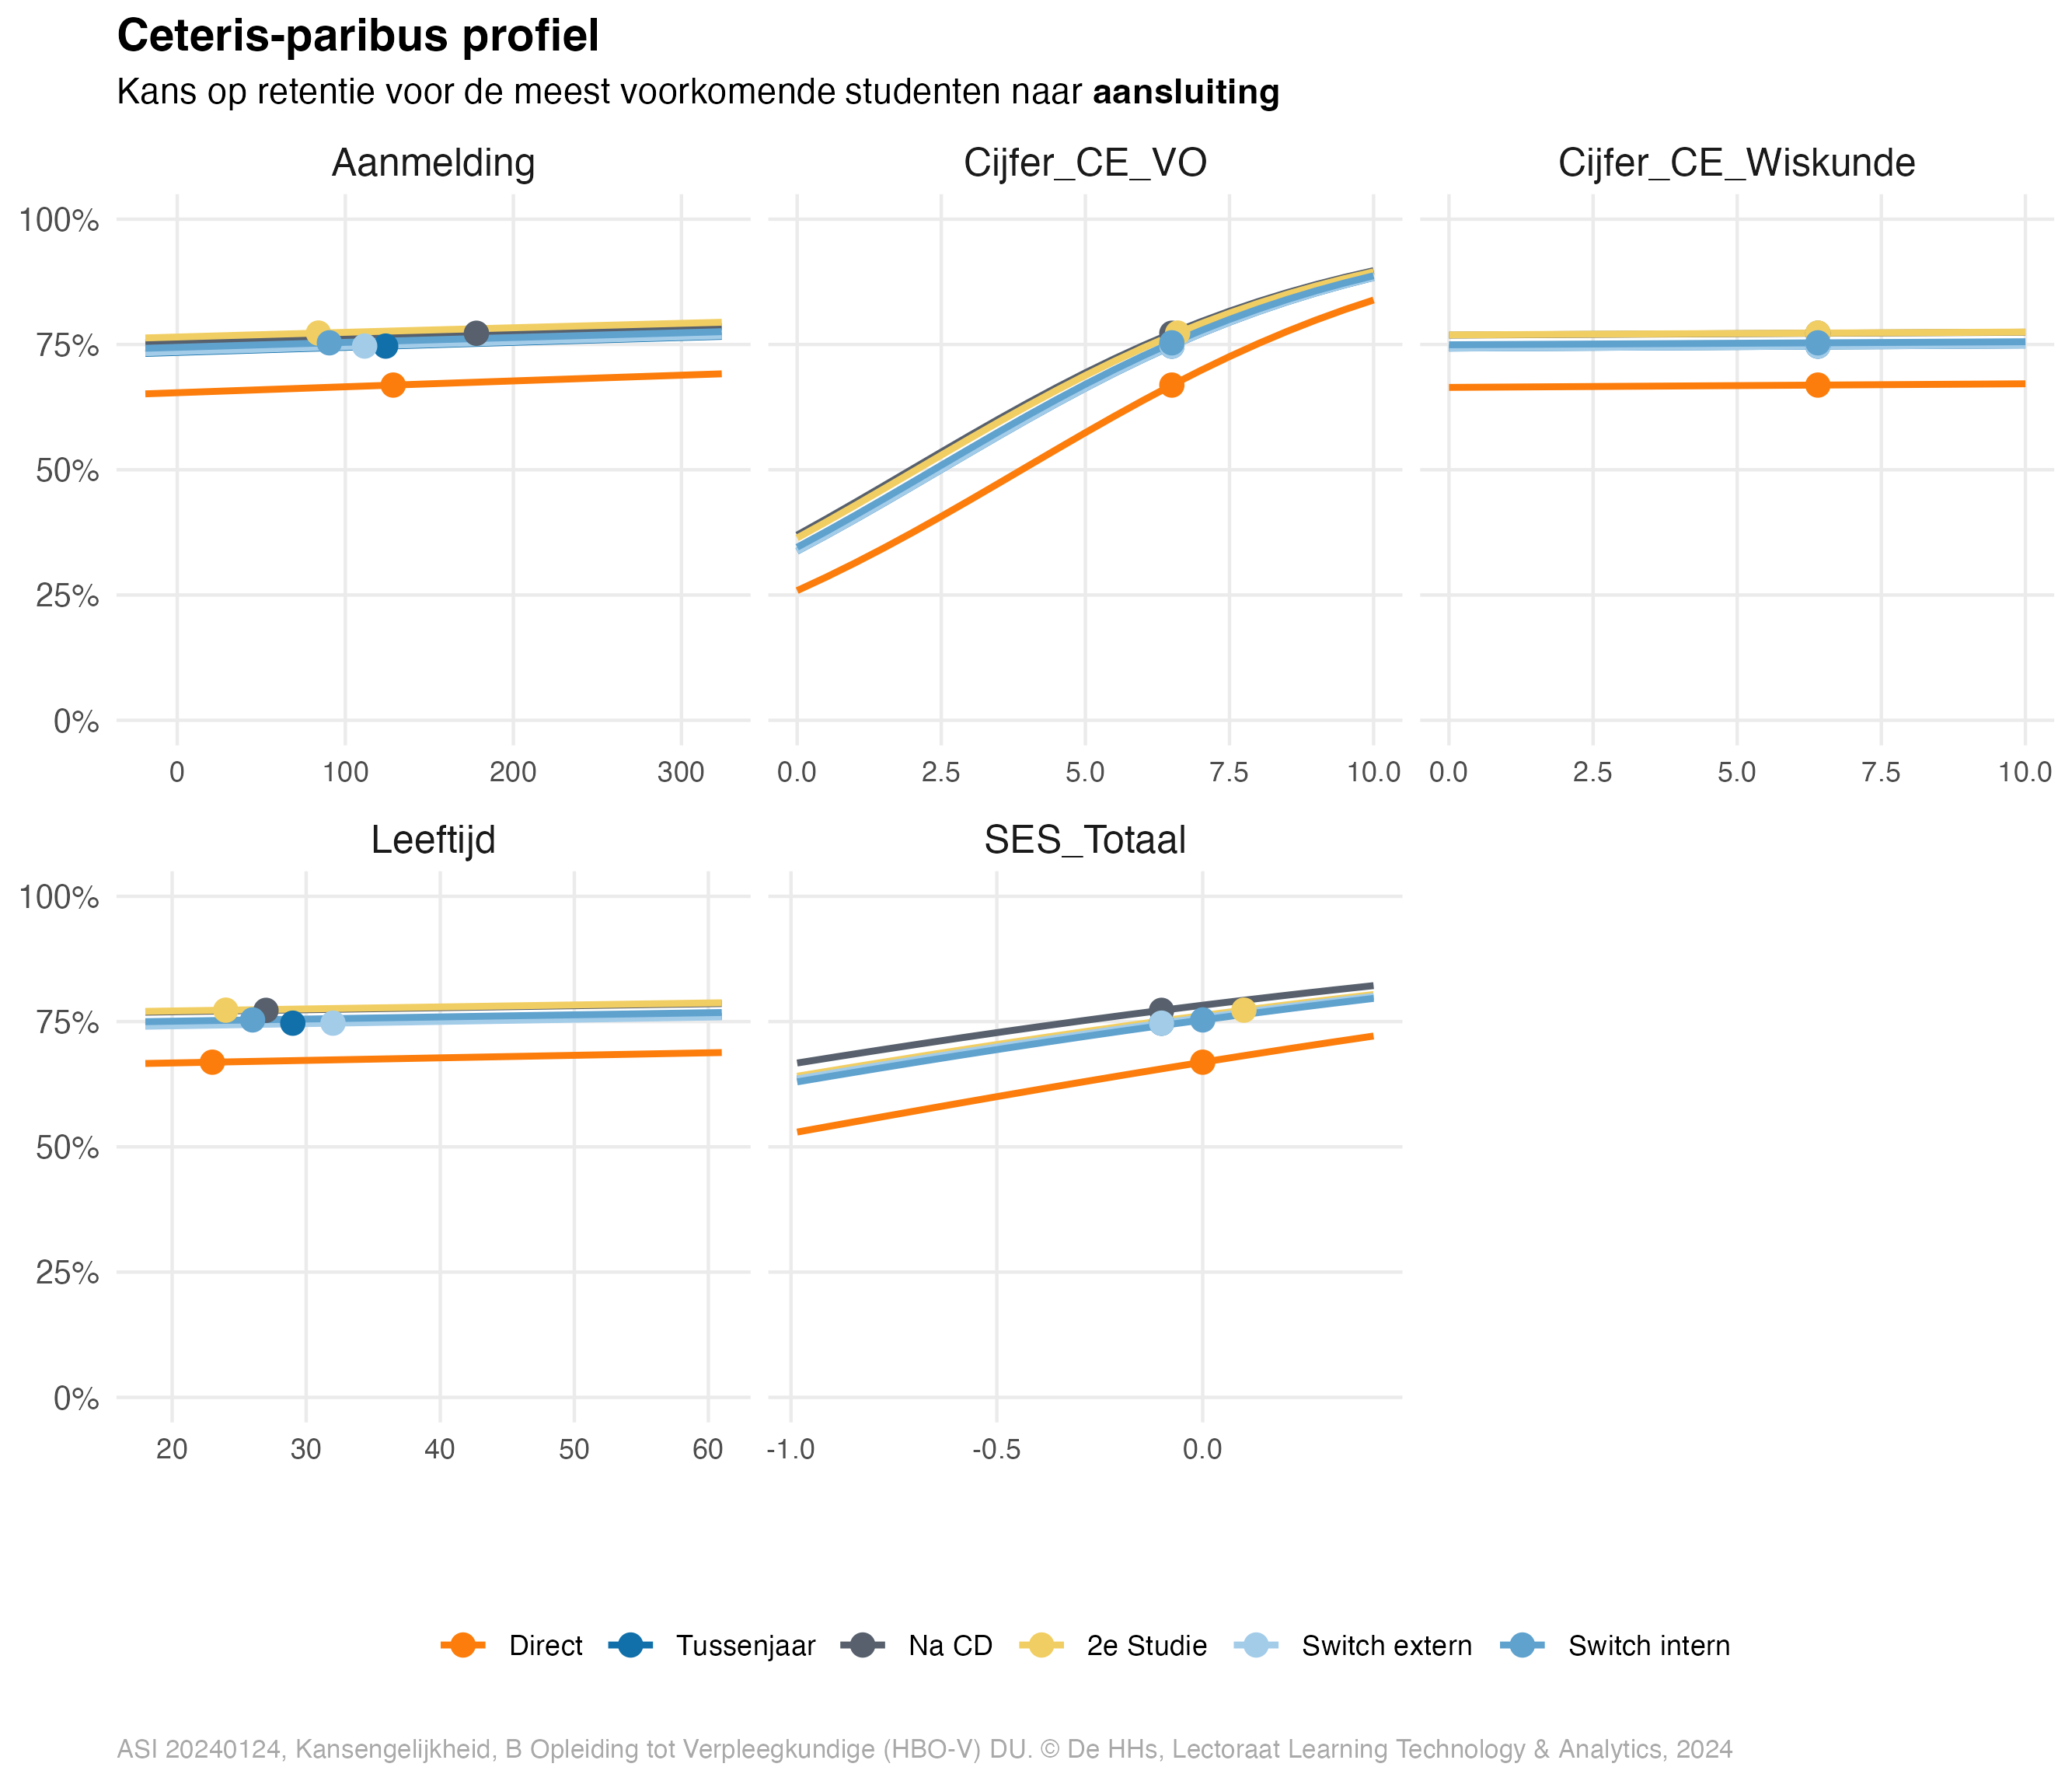 Ceteris-paribus profiel
Kans op retentie voor de meest voorkomende studenten naar aansluiting
Aanmelding
Cijfer_CE_VO
Cijfer_CE_Wiskunde
100%
75%
50%
25%
0%
0 100 200 300
0.0 2.5 5.0 7.5 10.0
0.0 2.5 5.0 7.5 10.0
Leeftijd
SES_Totaal
100%
75%
50%
25%
0%
20 30 40 50 60
-1.0 -0.5 0.0
Direct Tussenjaar Na CD 2e Studie Switch extern Switch intern
ASI 20240124, Kansengelijkheid, B Opleiding tot Verpleegkundige (HBO-V) DU. © De HHs, Lectoraat Learning Technology & Analytics, 2024